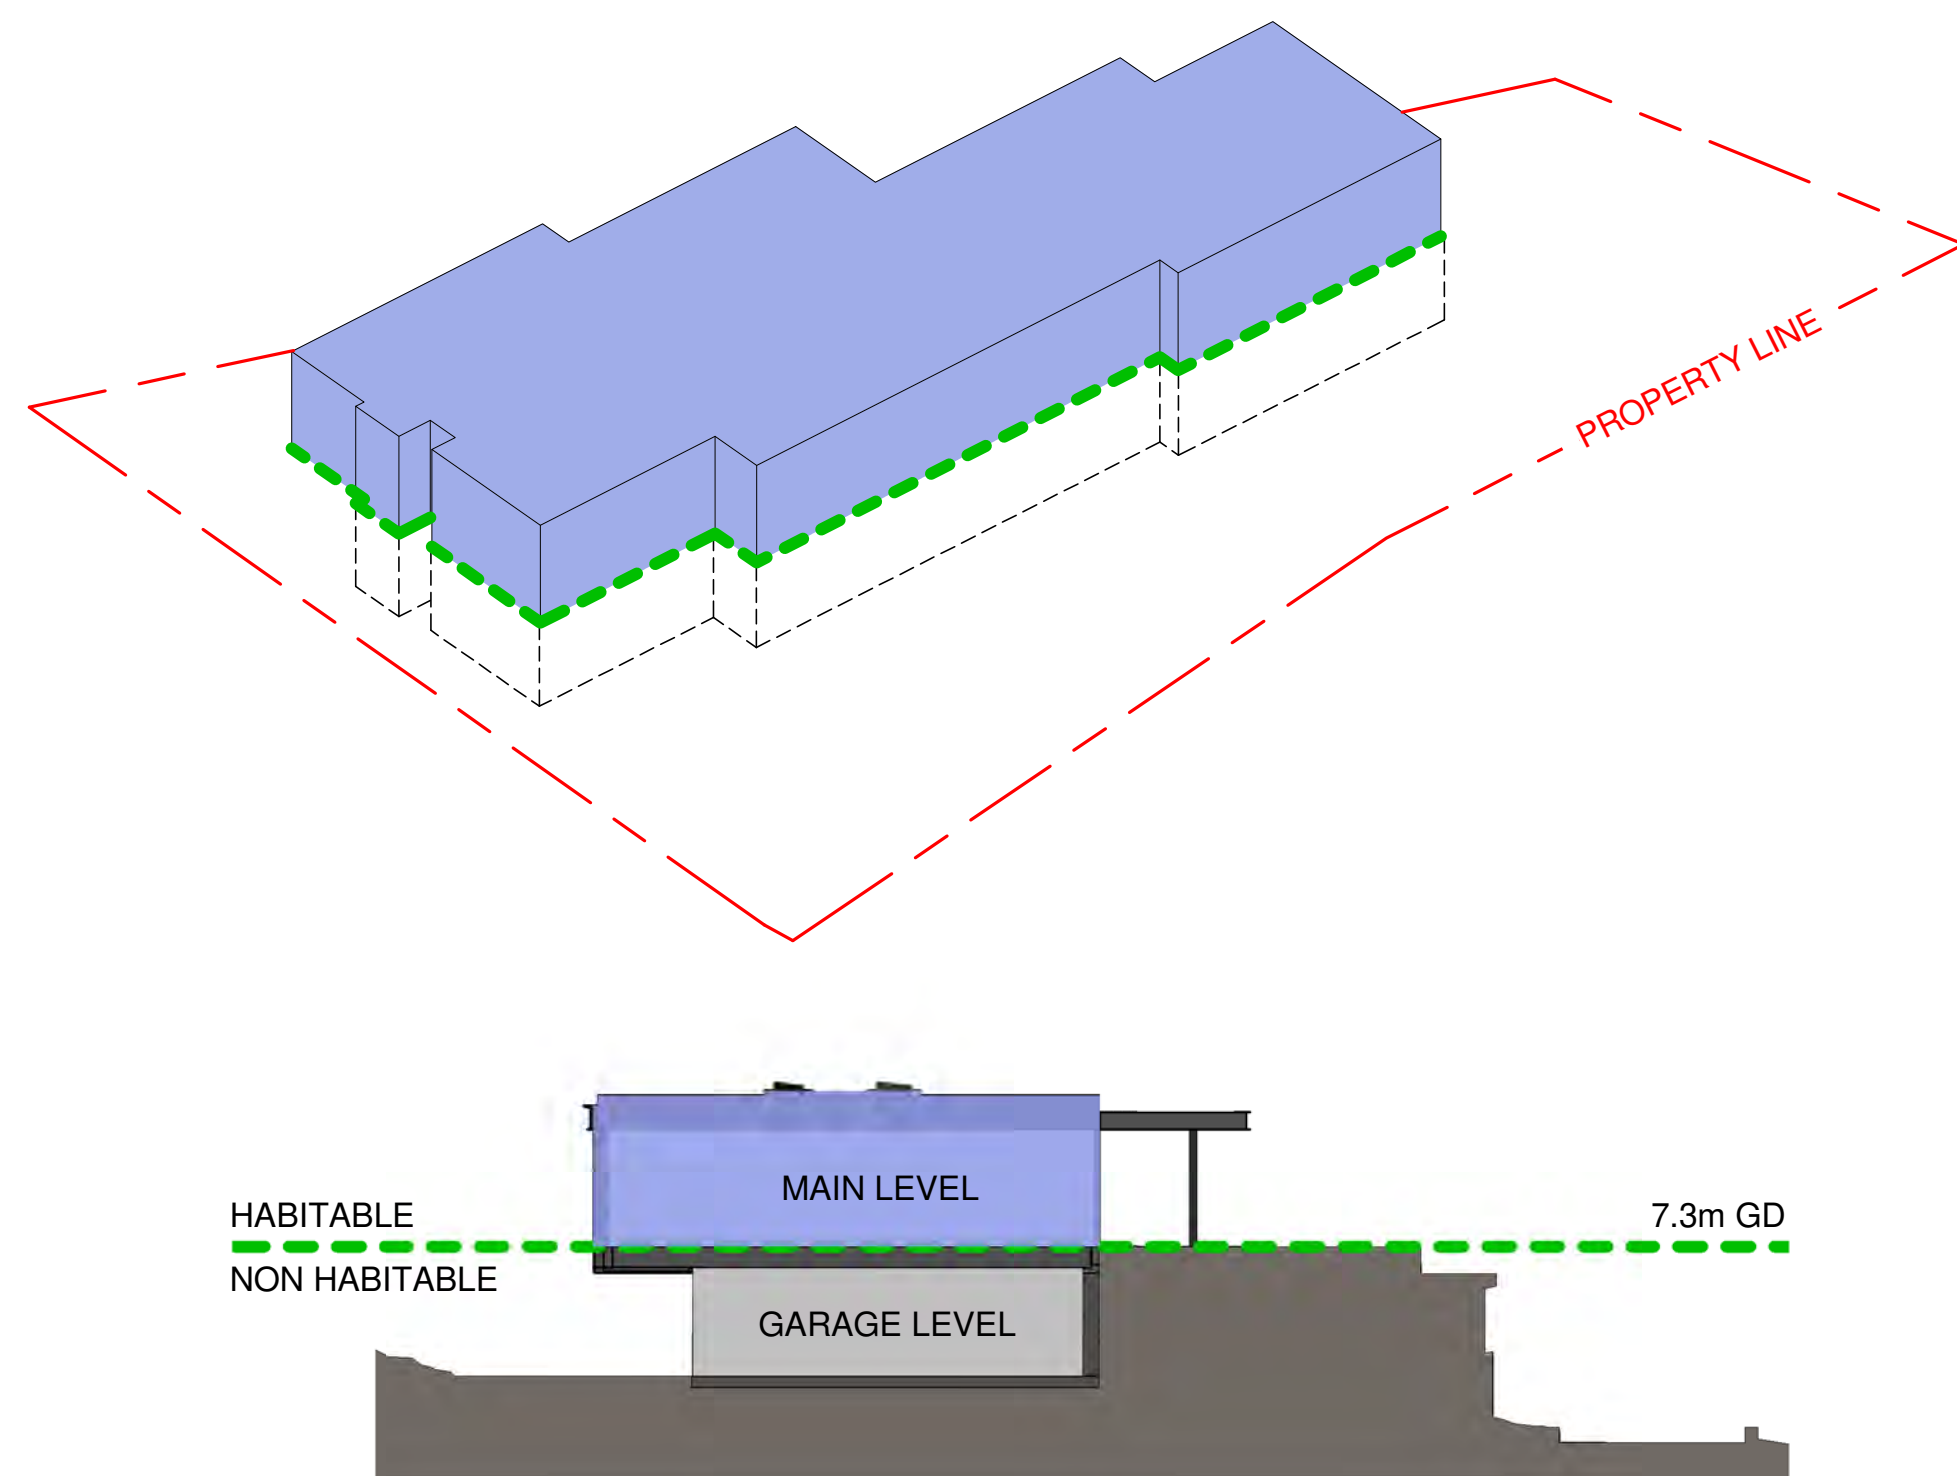 PROPERTY LINE
MAIN LEVEL
HABITABLE
7.3m GD
NON HABITABLE
GARAGE LEVEL